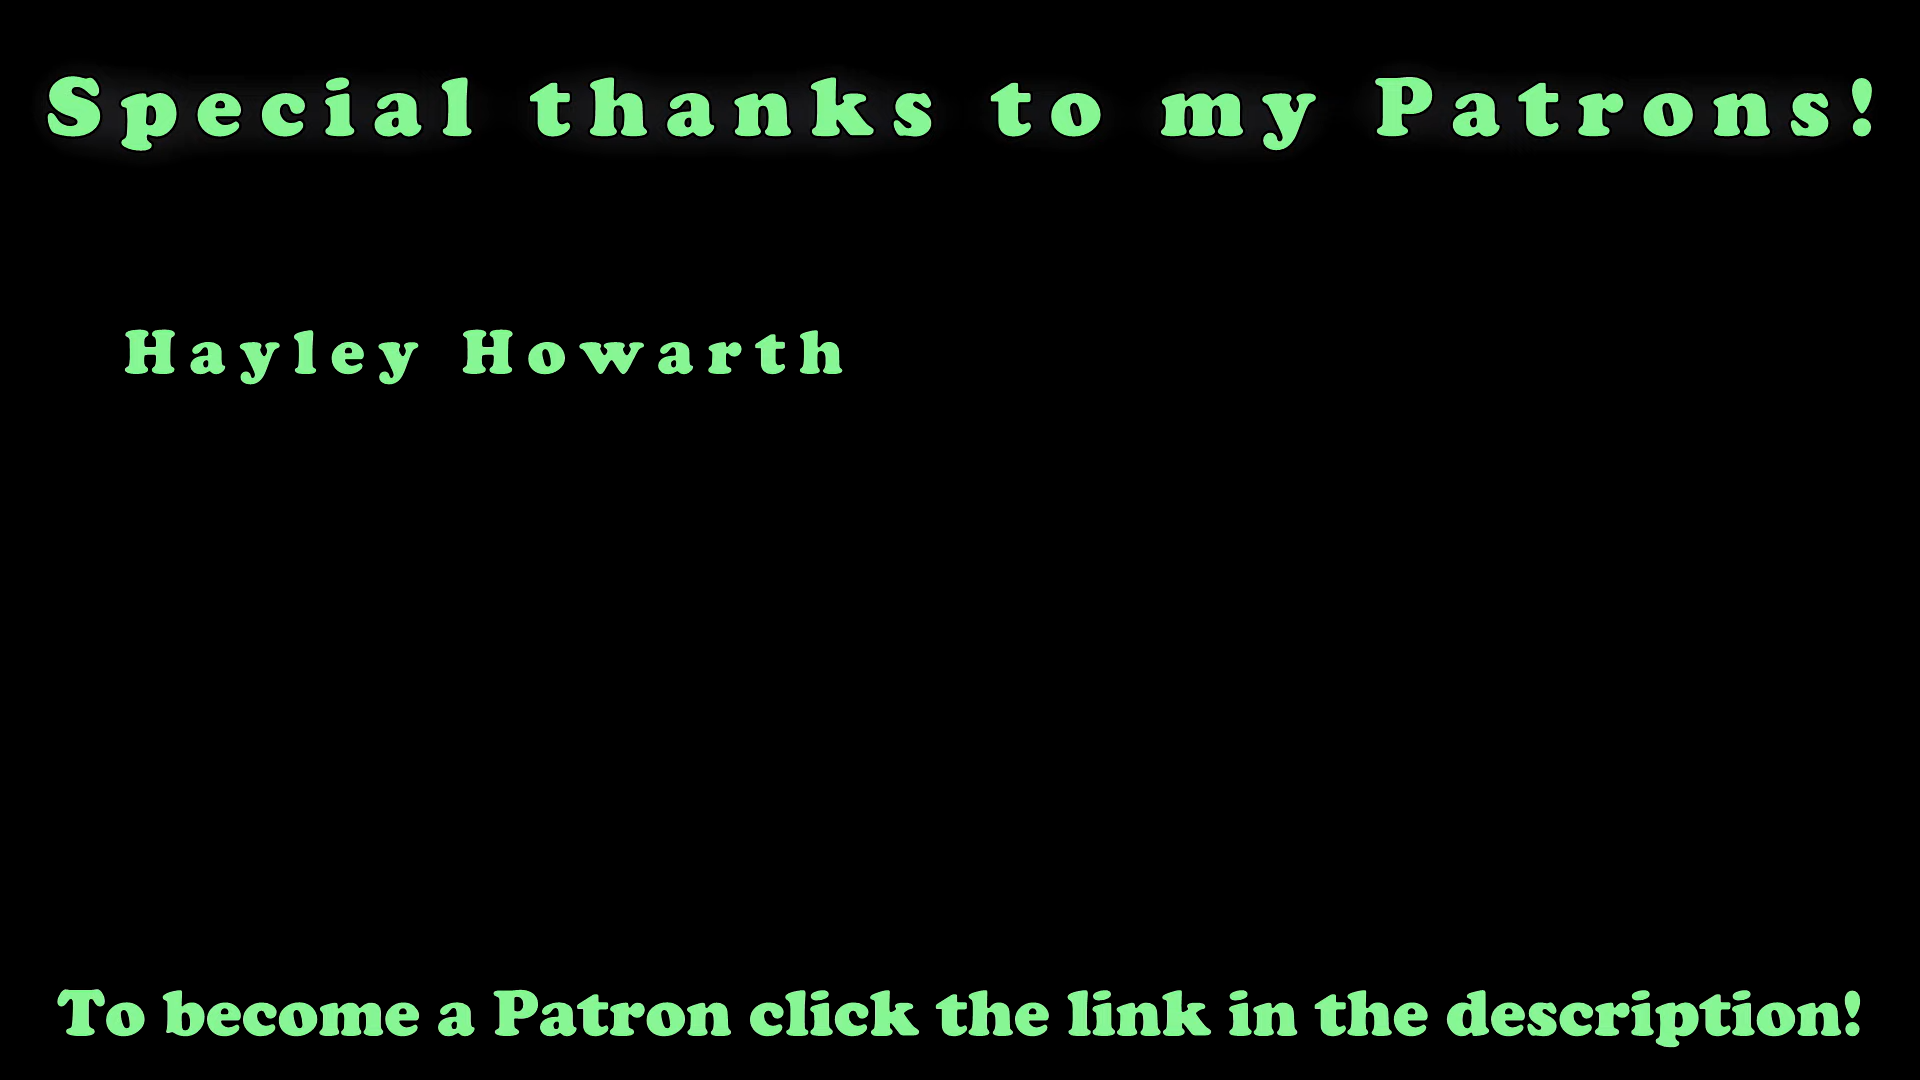 Special thanks to my Patrons!
Hayley Howarth
To become a Patron click the link in the description!